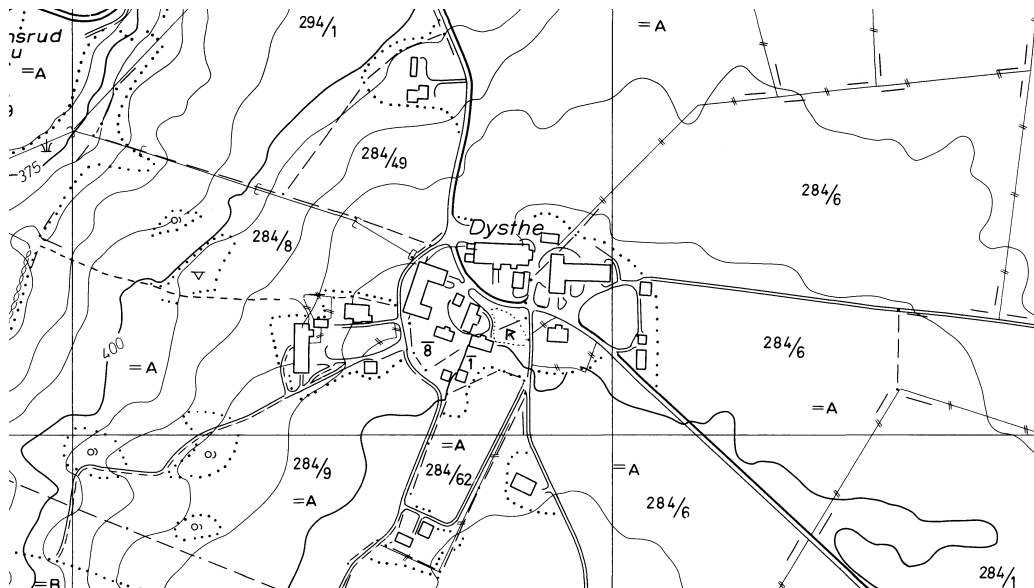 294/1
=A
nsrud
u
=A
9
284/49
-375
284/6
Dysthe
284/8
400
R
8
1
284/6
=A
=A
=A
284/9
284/62
=A
=A
284/6
284/1
=B